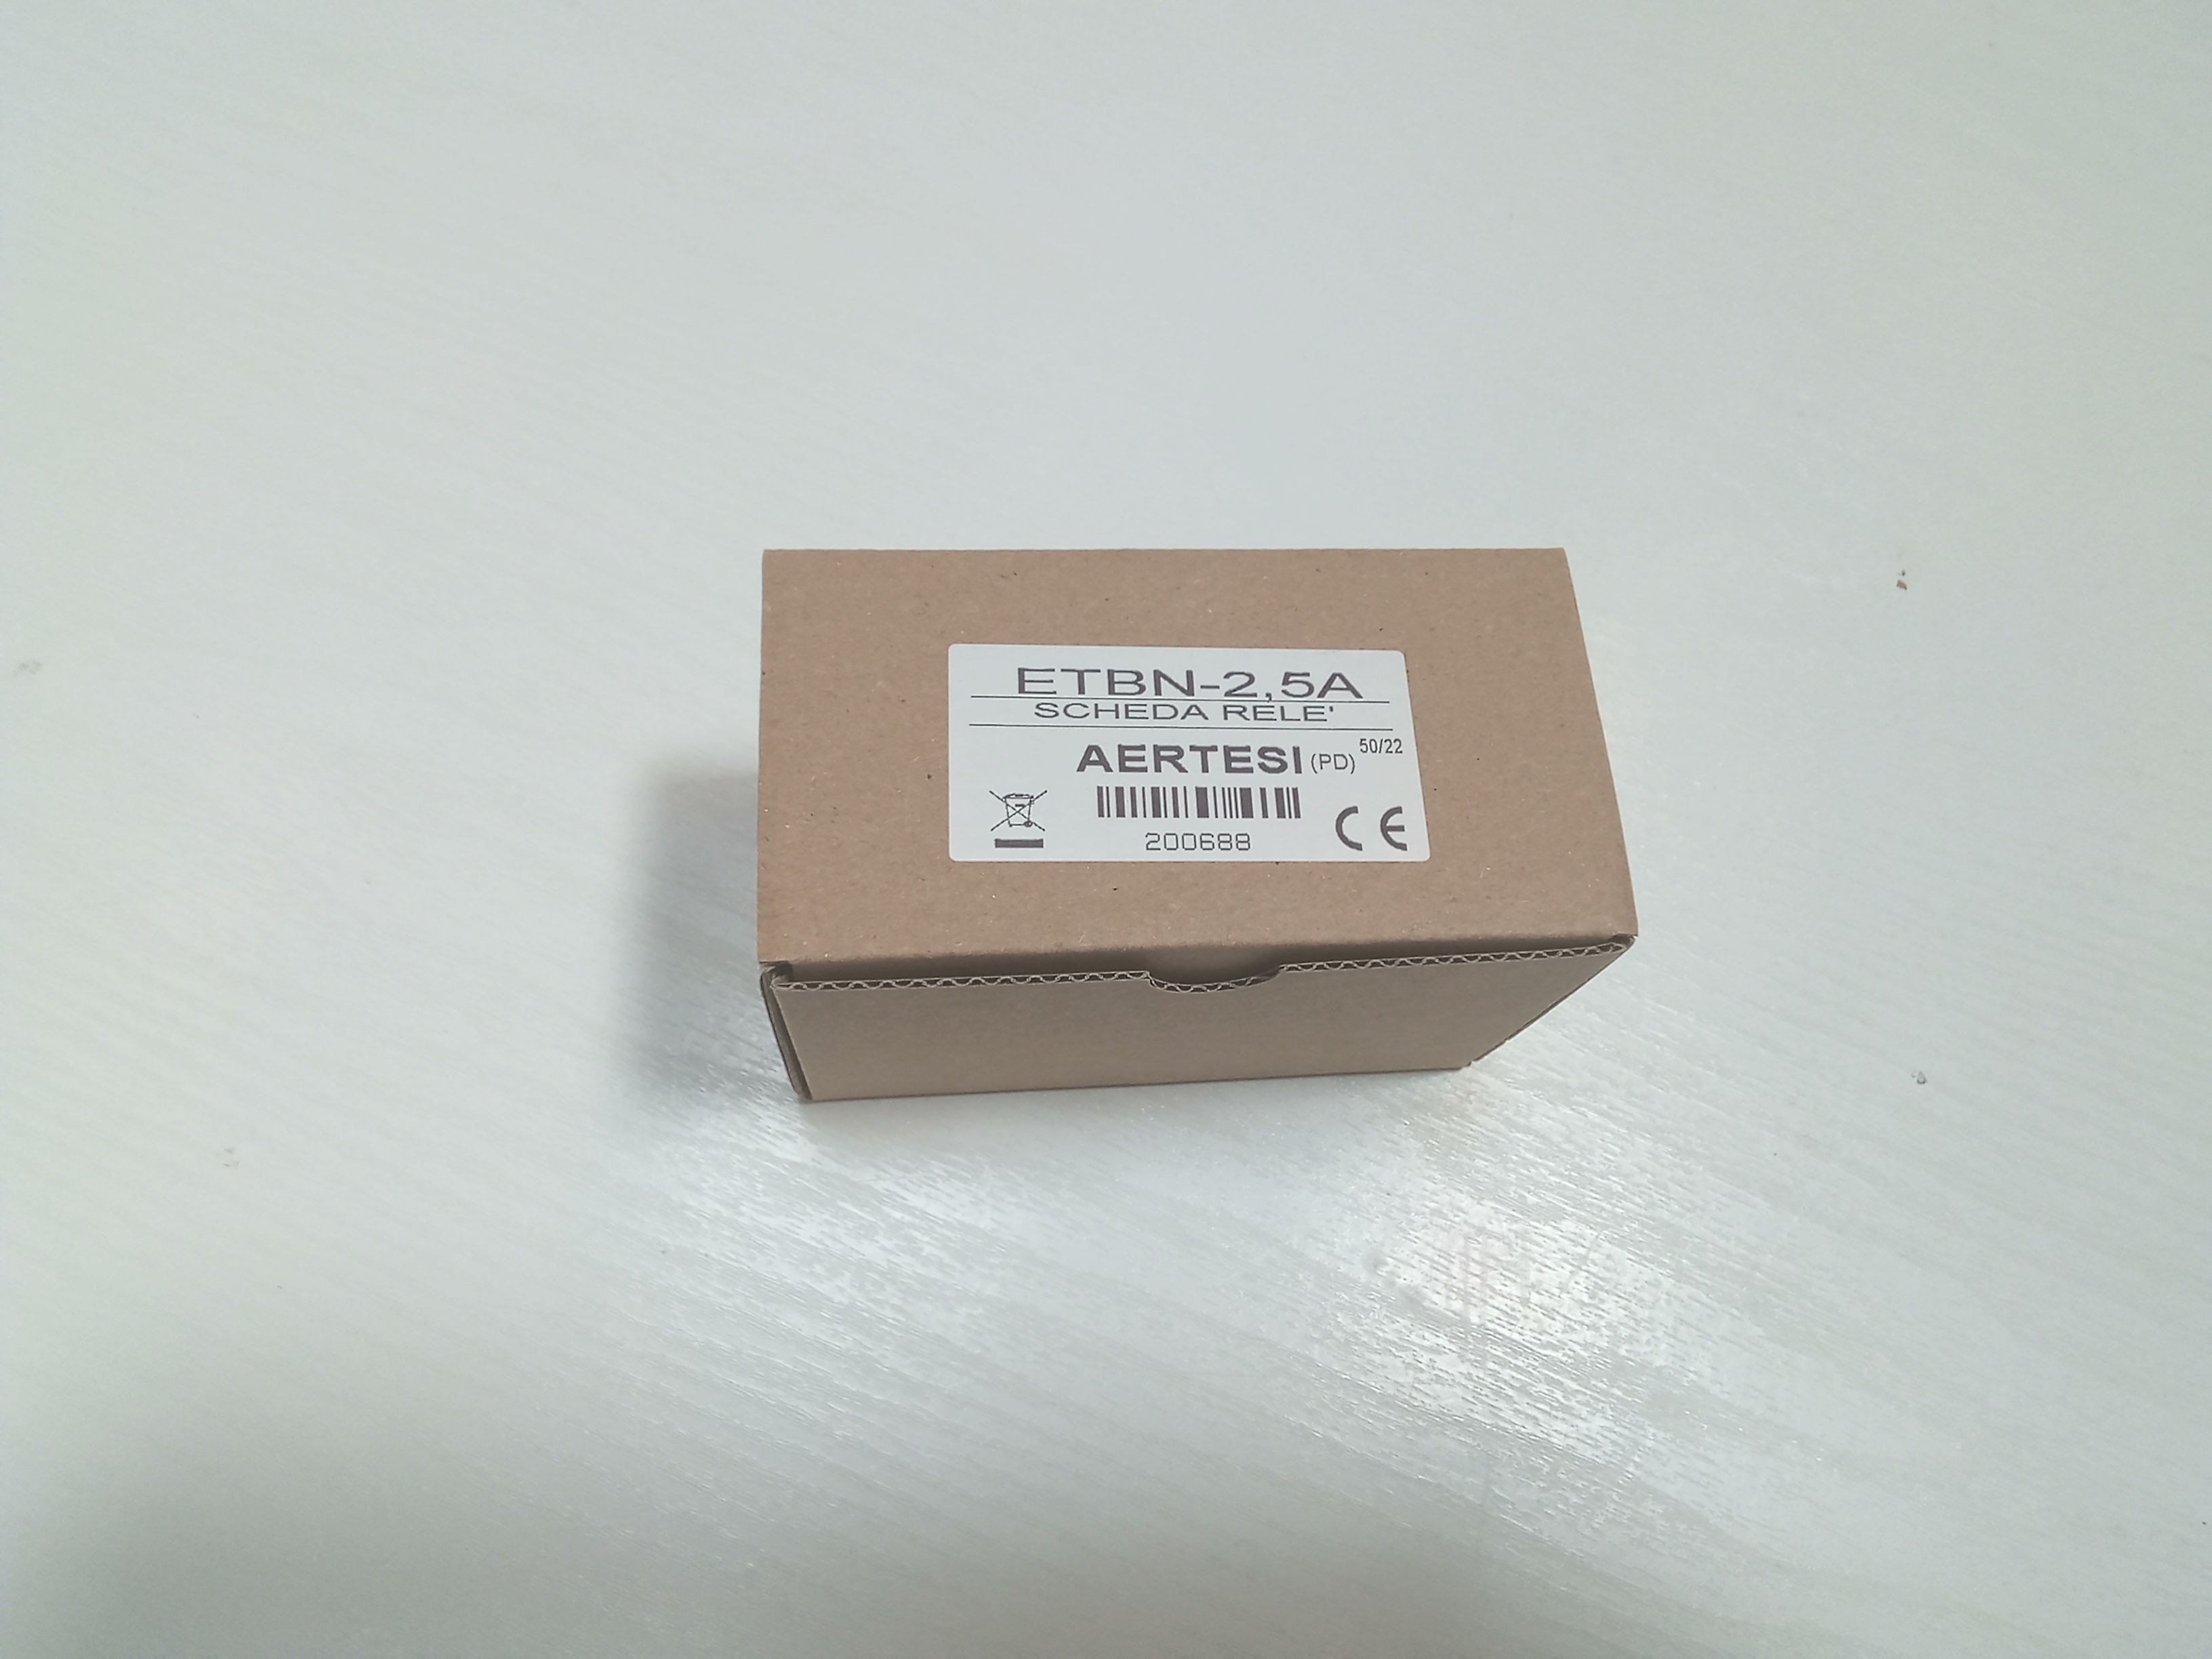 ETBN-2,5A
SCHEDA RELE'
AERTESI (PD) 50/22
200688
CE